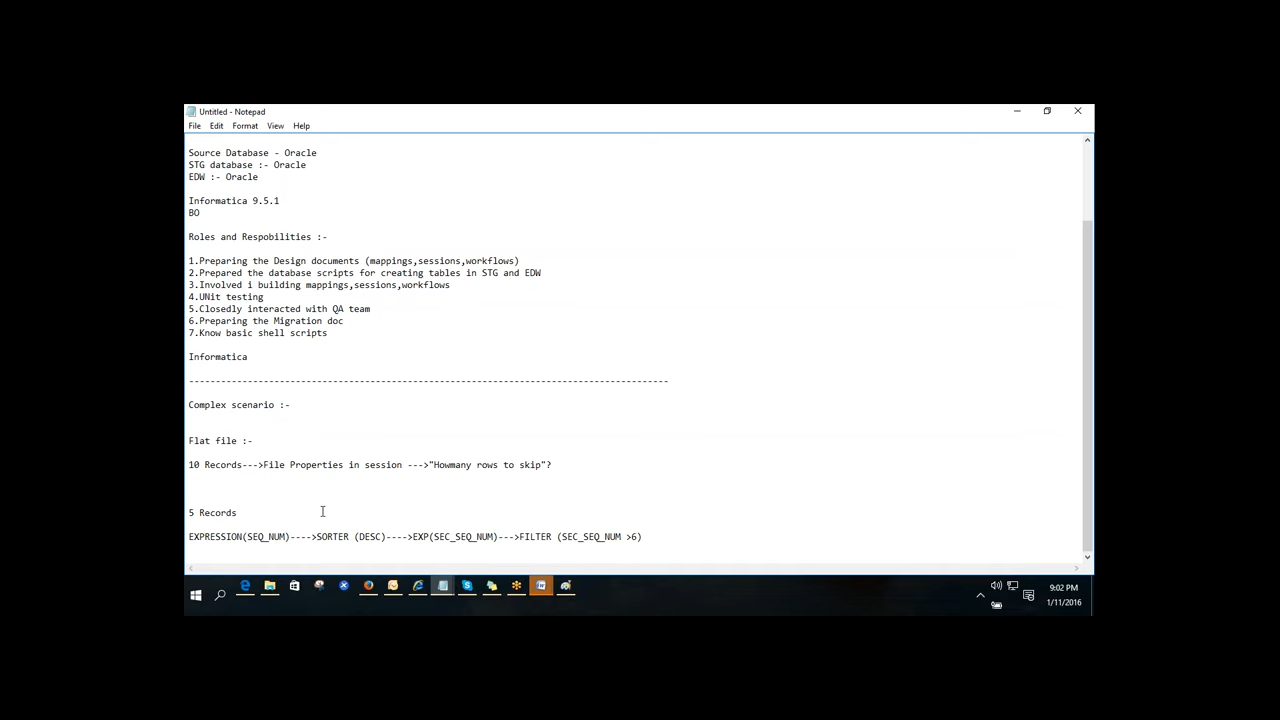 Untitled - Notepad
File Edit Format View Help
Source Database - Oracle
STG database :- Oracle
EDW :- Oracle
Informatica 9.5.1
BO
Roles and Respobilities :-
1.Preparing the Design documents (mappings,sessions,workflows)
2.Prepared the database scripts for creating tables in STG and EDW
3.Involved i building mappings,sessions,workflows
4.UNit testing
5.Closedly interacted with QA team
6.Preparing the Migration doc
7.Know basic shell scripts
Informatica
------------------------------------------------------------------------------------------
Complex scenario :-
Flat file :-
10 Records--->File Properties in session --->"Howmany rows to skip"?
5 Records
EXPRESSION(SEQ_NUM)---->SORTER (DESC)---->EXP(SEC_SEQ_NUM)--->FILTER (SEC_SEQ_NUM >6)
9:02 PM
1/11/2016